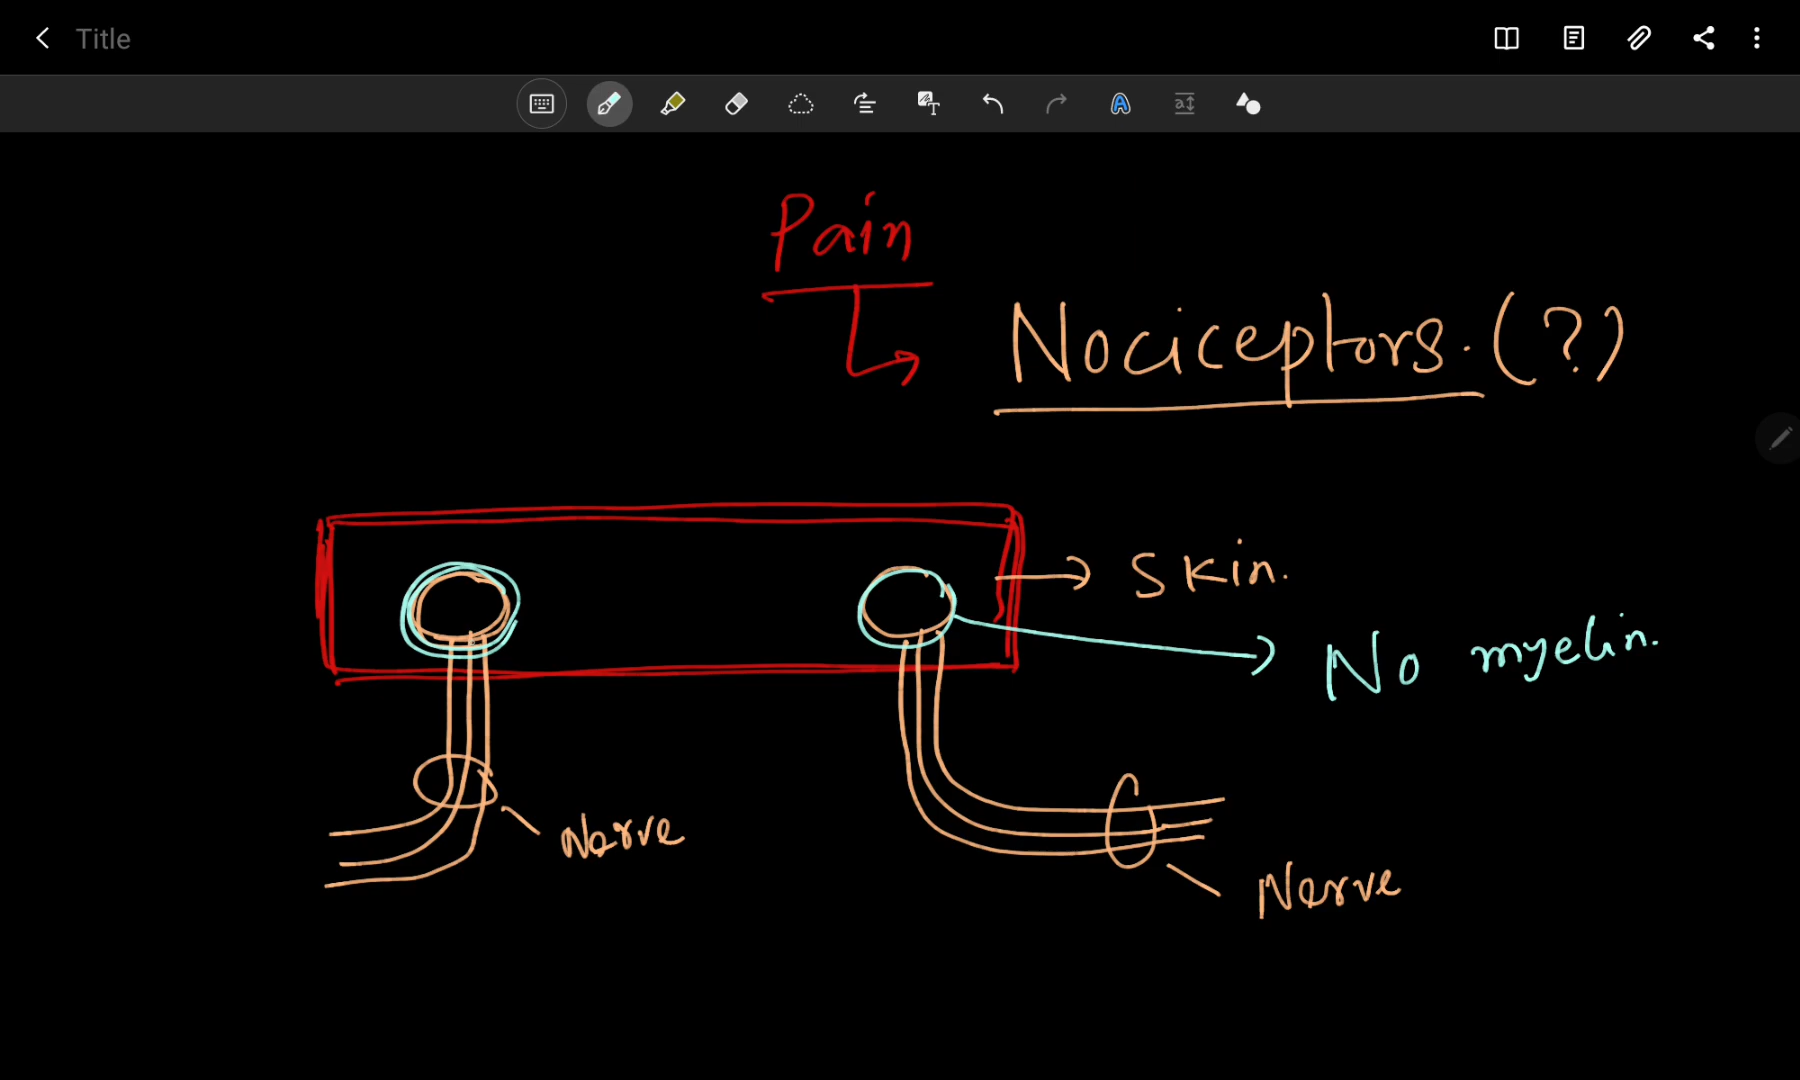 Title
Pain
Nociceptors. (?)
Skin.
No myelin.
Nerve
Nerve